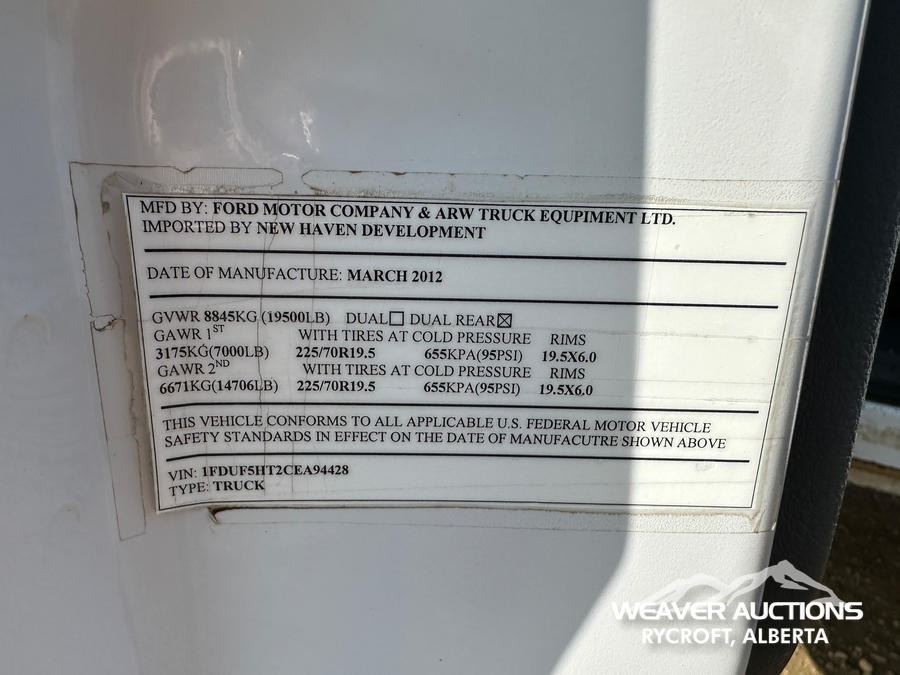 MFD BY: FORD MOTOR COMPANY & ARW TRUCK EQUPIMENT LTD.
IMPORTED BY NEW HAVEN DEVELOPMENT
DATE OF MANUFACTURE: MARCH 2012
GVWR 8845KG (19500LB) DUAL☐ DUAL REAR☒
GAWR 1ST WITH TIRES AT COLD PRESSURE RIMS
3175KG(7000LB) 225/70R19.5 655KPA(95PSI) 19.5X6.0
GAWR 2ND WITH TIRES AT COLD PRESSURE RIMS
6671KG(14706LB) 225/70R19.5 655KPA(95PSI) 19.5X6.0
THIS VEHICLE CONFORMS TO ALL APPLICABLE U.S. FEDERAL MOTOR VEHICLE
SAFETY STANDARDS IN EFFECT ON THE DATE OF MANUFACUTRE SHOWN ABOVE
VIN: 1FDUF5HT2CEA94428
TYPE: TRUCK
WEAVER AUCTIONS
RYCROFT, ALBERTA